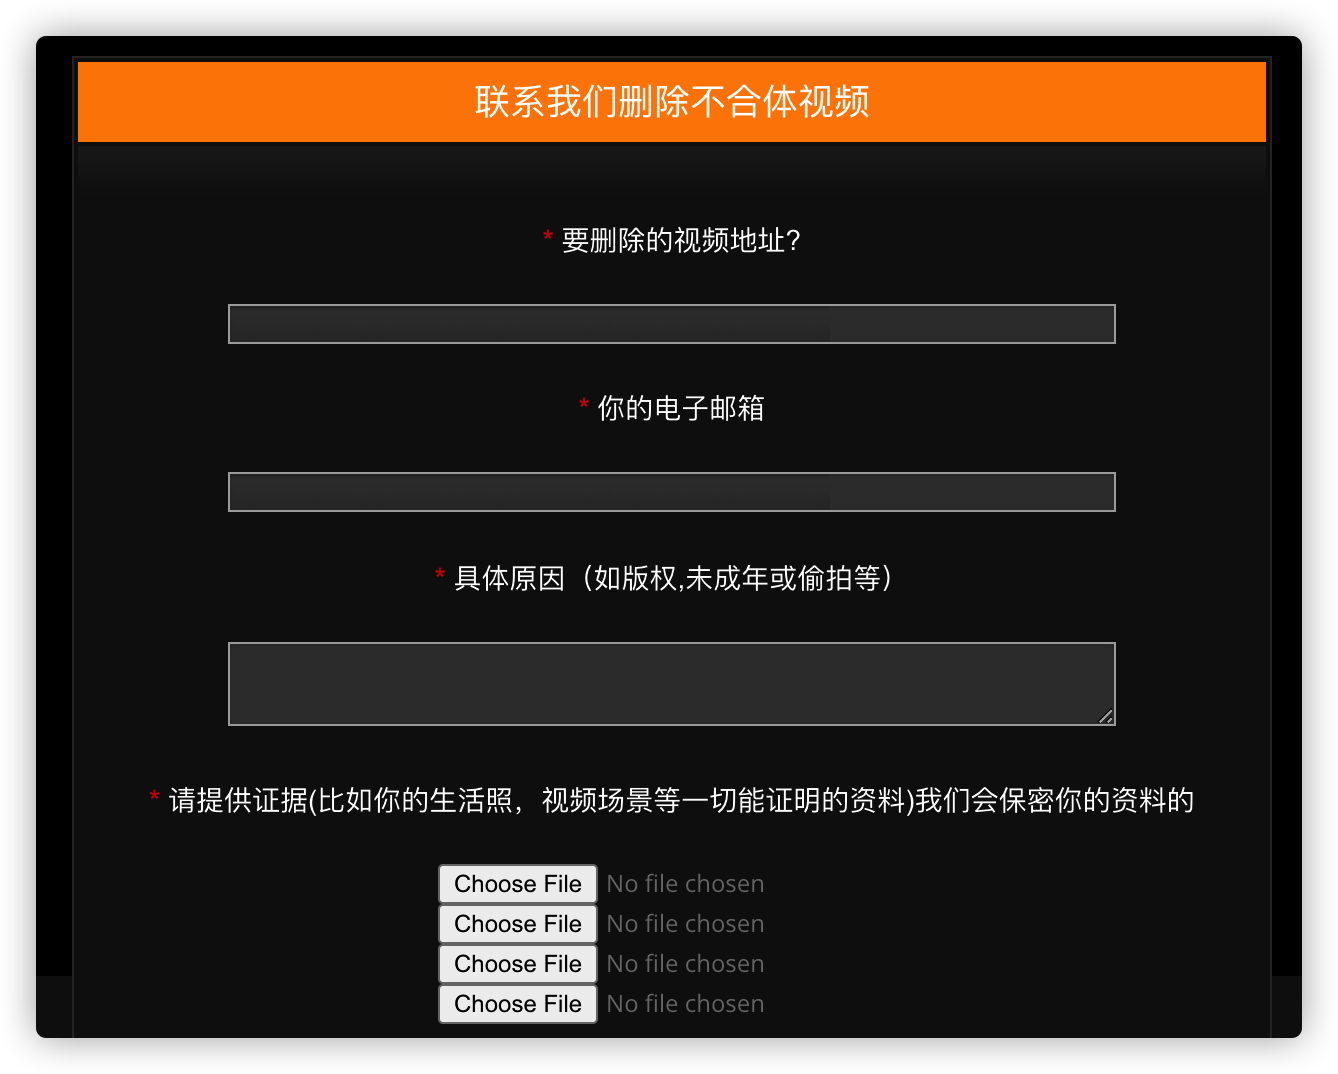 联系我们删除不合体视频
* 要删除的视频地址?
* 你的电子邮箱
* 具体原因（如版权,未成年或偷拍等）
* 请提供证据(比如你的生活照，视频场景等一切能证明的资料)我们会保密你的资料的
Choose File No file chosen
Choose File No file chosen
Choose File No file chosen
Choose File No file chosen